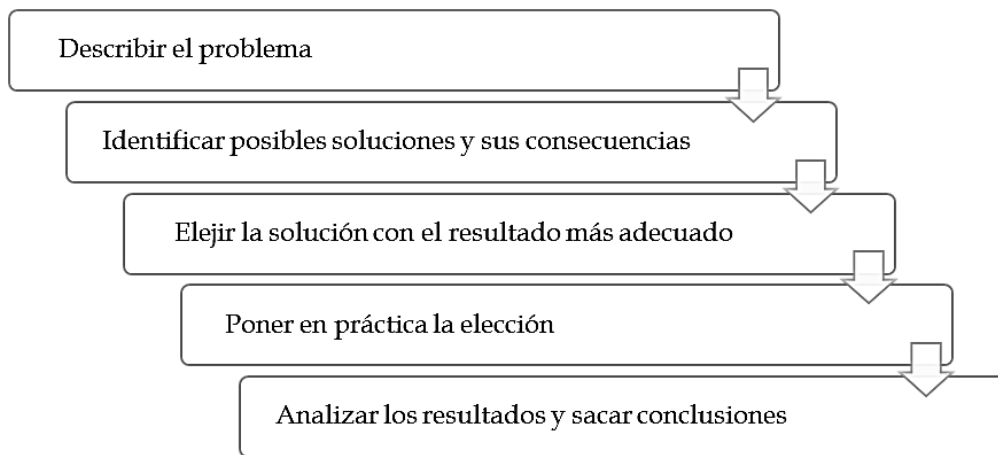 Describir el problema
Identificar posibles soluciones y sus consecuencias
Elejir la solución con el resultado más adecuado
Poner en práctica la elección
Analizar los resultados y sacar conclusiones